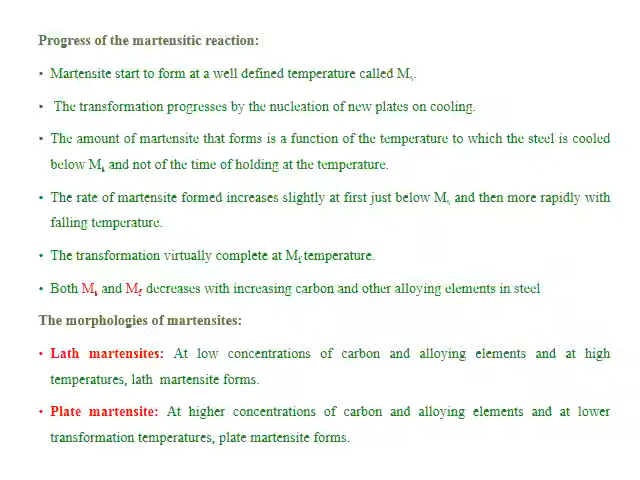 Progress of the martensitic reaction:
• Martensite start to form at a well defined temperature called Ms.
• The transformation progresses by the nucleation of new plates on cooling.
• The amount of martensite that forms is a function of the temperature to which the steel is cooled
below Ms and not of the time of holding at the temperature.
• The rate of martensite formed increases slightly at first just below Ms and then more rapidly with
falling temperature.
• The transformation virtually complete at Mf temperature.
• Both Ms and Mf decreases with increasing carbon and other alloying elements in steel
The morphologies of martensites:
• Lath martensites: At low concentrations of carbon and alloying elements and at high
temperatures, lath martensite forms.
• Plate martensite: At higher concentrations of carbon and alloying elements and at lower
transformation temperatures, plate martensite forms.